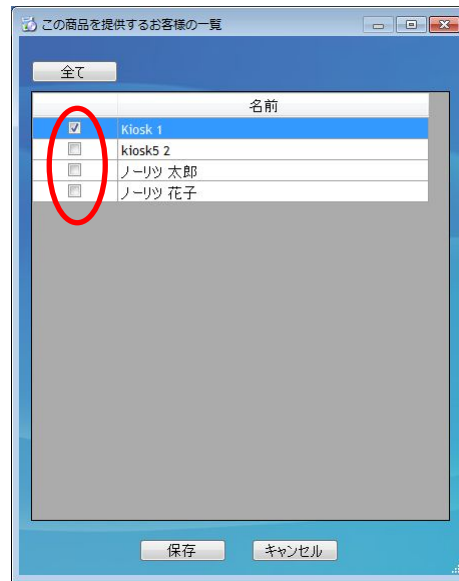 この商品を提供するお客様の一覧
全て
名前
Kiosk 1
kiosk5 2
ノーリツ 太郎
ノーリツ 花子
保存 キャンセル